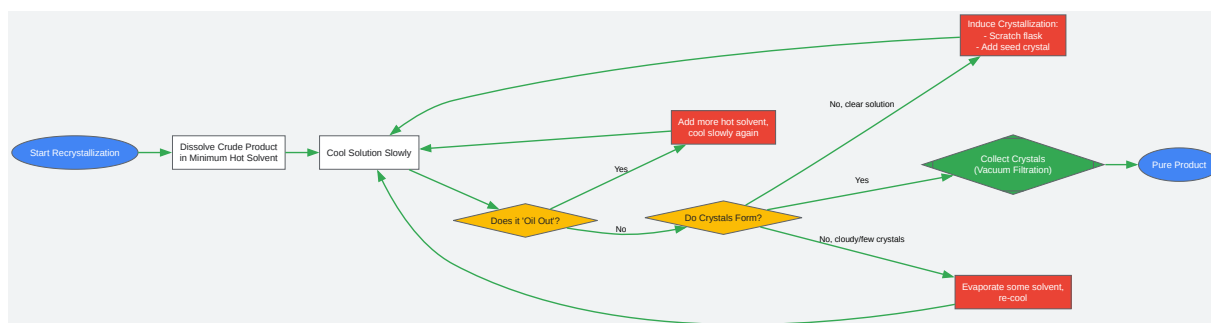 Start Recrystallization
Dissolve Crude Product
in Minimum Hot Solvent
Cool Solution Slowly
Does it 'Oil Out'?
Yes
Add more hot solvent,
cool slowly again
No
Do Crystals Form?
No, clear solution
Induce Crystallization:
- Scratch flask
- Add seed crystal
Yes
Collect Crystals
(Vacuum Filtration)
Pure Product
No, cloudy/few crystals
Evaporate some solvent,
re-cool